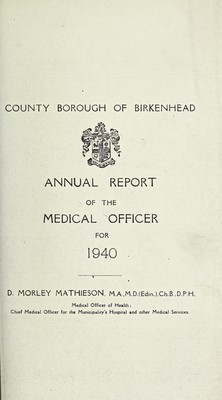 COUNTY BOROUGH OF BIRKENHEAD
ANNUAL REPORT
OF THE
MEDICAL OFFICER
FOR
1940
D. MORLEY MATHIESON, M.A., M.D.(Edin.), Ch.B., D.P.H.
Medical Officer of Health;
Chief Medical Officer for the Municipality's Hospital and other Medical Services.